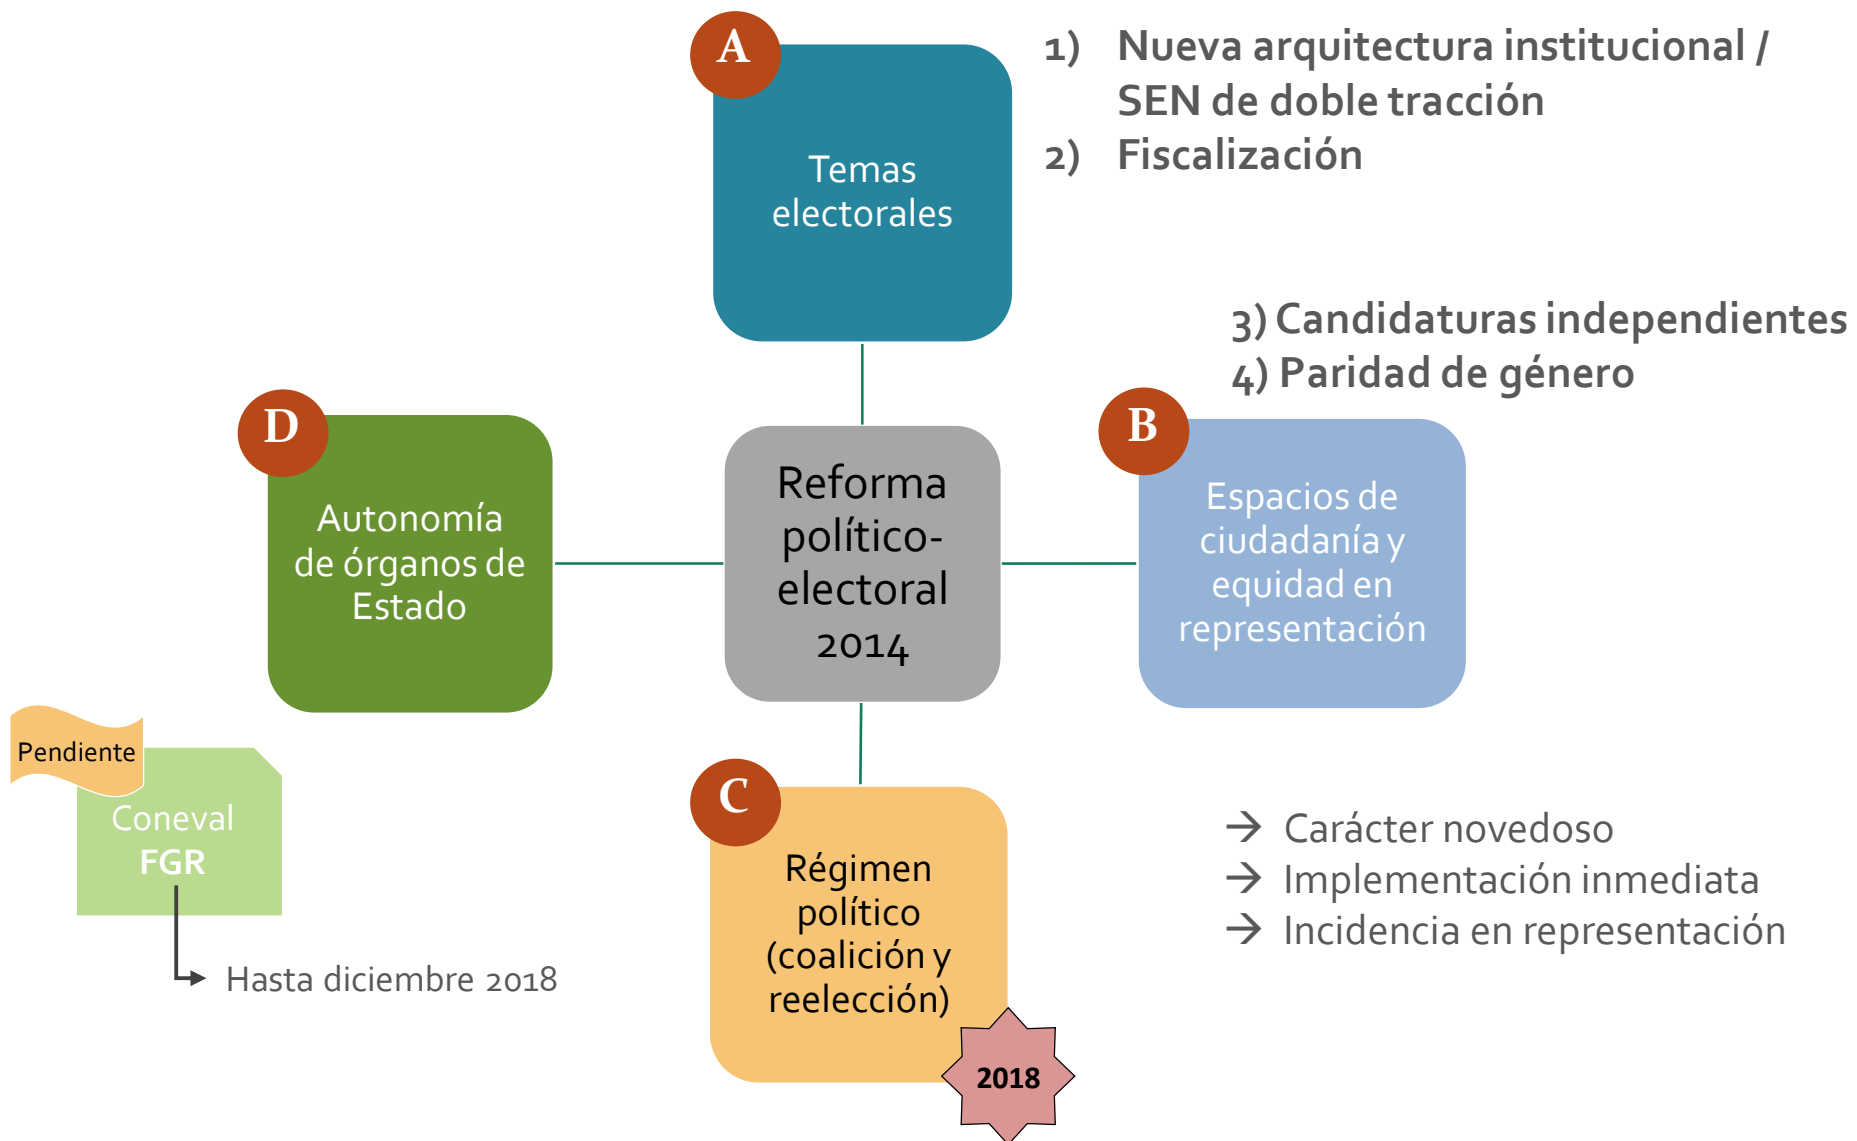 A
Temas
electorales
1) Nueva arquitectura institucional /
SEN de doble tracción
2) Fiscalización
3) Candidaturas independientes
4) Paridad de género
D
Autonomía
de órganos de
Estado
Reforma
político-
electoral
2014
B
Espacios de
ciudadanía y
equidad en
representación
Pendiente
Coneval
FGR
Hasta diciembre 2018
C
Régimen
político
(coalición y
reelección)
2018
→ Carácter novedoso
→ Implementación inmediata
→ Incidencia en representación